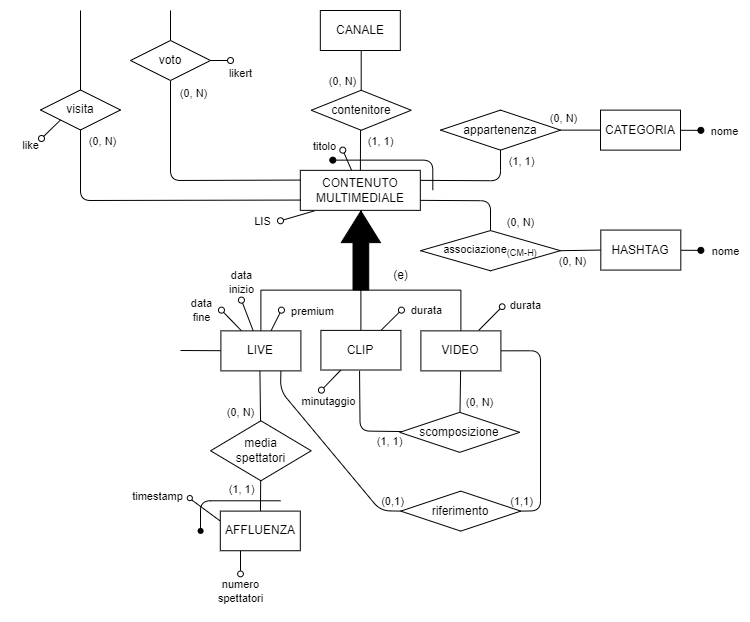 CANALE
voto
likert
(0, N)
(0, N)
visita
like
(0, N)
contenitore
(1, 1)
(0, N)
appartenenza
CATEGORIA
nome
(1, 1)
titolo
CONTENUTO
MULTIMEDIALE
LIS
(0, N)
associazione(CM-H)
(0, N)
HASHTAG
nome
(e)
data
inizio
data
fine
premium
durata
durata
LIVE
CLIP
VIDEO
minutaggio
(0, N)
(0, N)
(1, 1)
scomposizione
media
spettatori
(1, 1)
timestamp
(0,1)
riferimento
(1,1)
AFFLUENZA
numero
spettatori